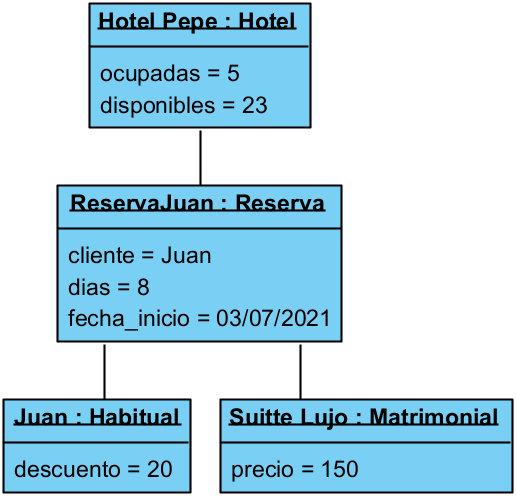 Hotel Pepe : Hotel
ocupadas = 5
disponibles = 23
ReservaJuan : Reserva
cliente = Juan
dias = 8
fecha_inicio = 03/07/2021
Juan : Habitual
descuento = 20
Suitte Lujo : Matrimonial
precio = 150